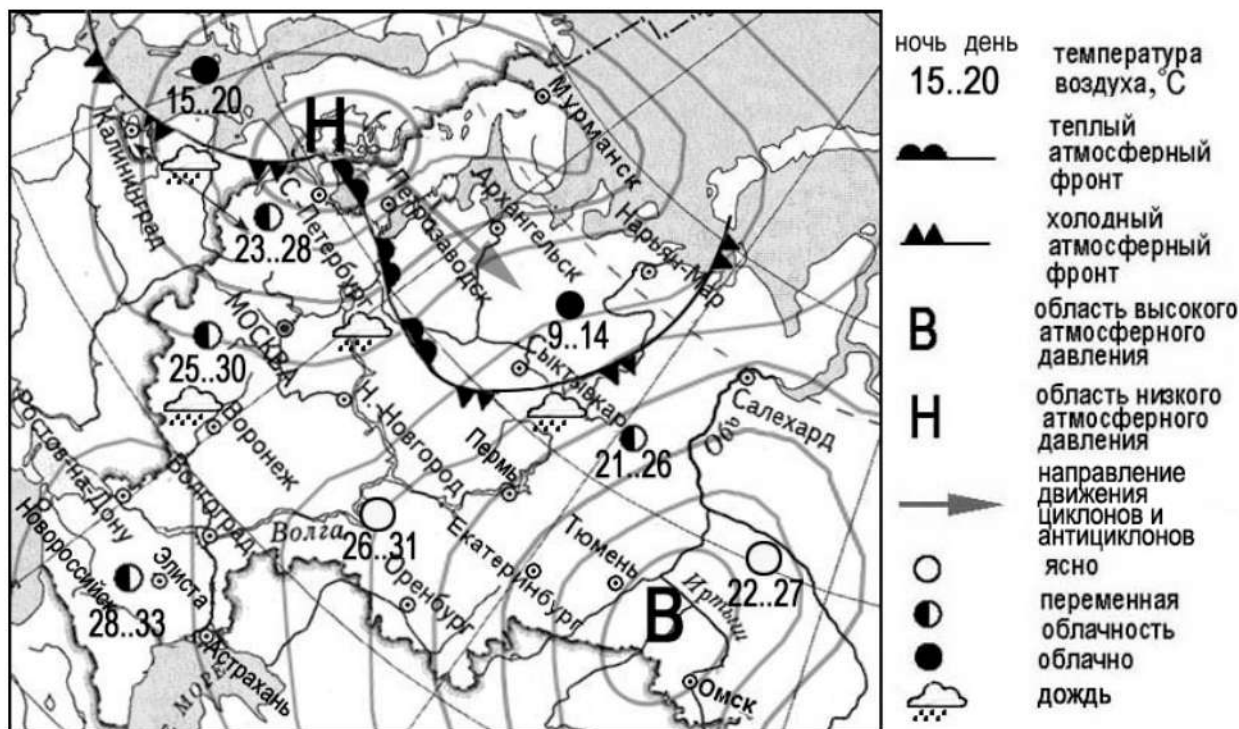 15..20
Н
Мурманск
Калининград
С.-Петербург
Петрозаводск
Архангельск
Нарьян-Мар
23..28
МОСКВА
9..14
25..30
Сыктывкар
Салехард
Обь
Воронеж
Н.-Новгород
Пермь
21..26
Ростов-на-Дону
Волгоград
Волга
26..31
Екатеринбург
Тюмень
Иртыш
22..27
Новороссийск
Элиста
28..33
Оренбург
В
Омск
Астрахань
МОРЕ
ночь день
15..20
температура
воздуха, °С
теплый
атмосферный
фронт
холодный
атмосферный
фронт
В
область высокого
атмосферного
давления
Н
область низкого
атмосферного
давления
направление
движения
циклонов и
антициклонов
ясно
переменная
облачность
облачно
дождь